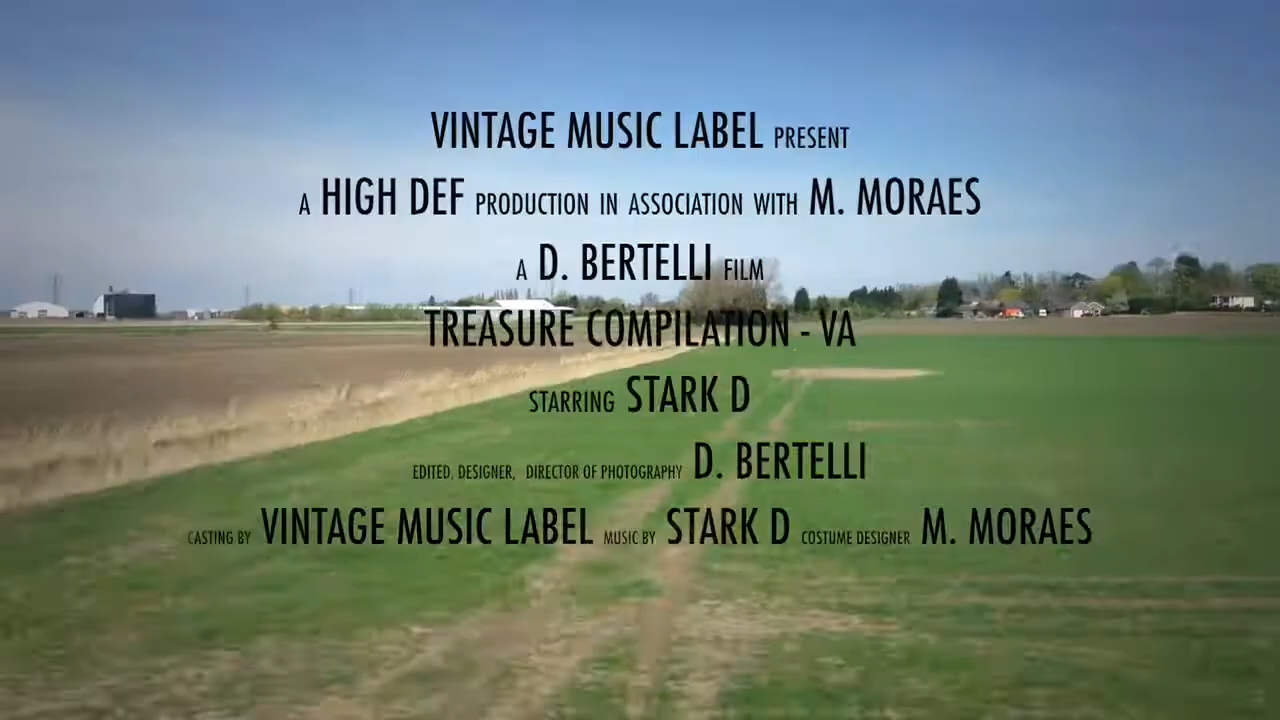 VINTAGE MUSIC LABEL PRESENT
A HIGH DEF PRODUCTION IN ASSOCIATION WITH M. MORAES
A D. BERTELLI FILM
TREASURE COMPILATION - VA
STARRING STARK D
EDITED, DESIGNER, DIRECTOR OF PHOTOGRAPHY D. BERTELLI
CASTING BY VINTAGE MUSIC LABEL MUSIC BY STARK D COSTUME DESIGNER M. MORAES